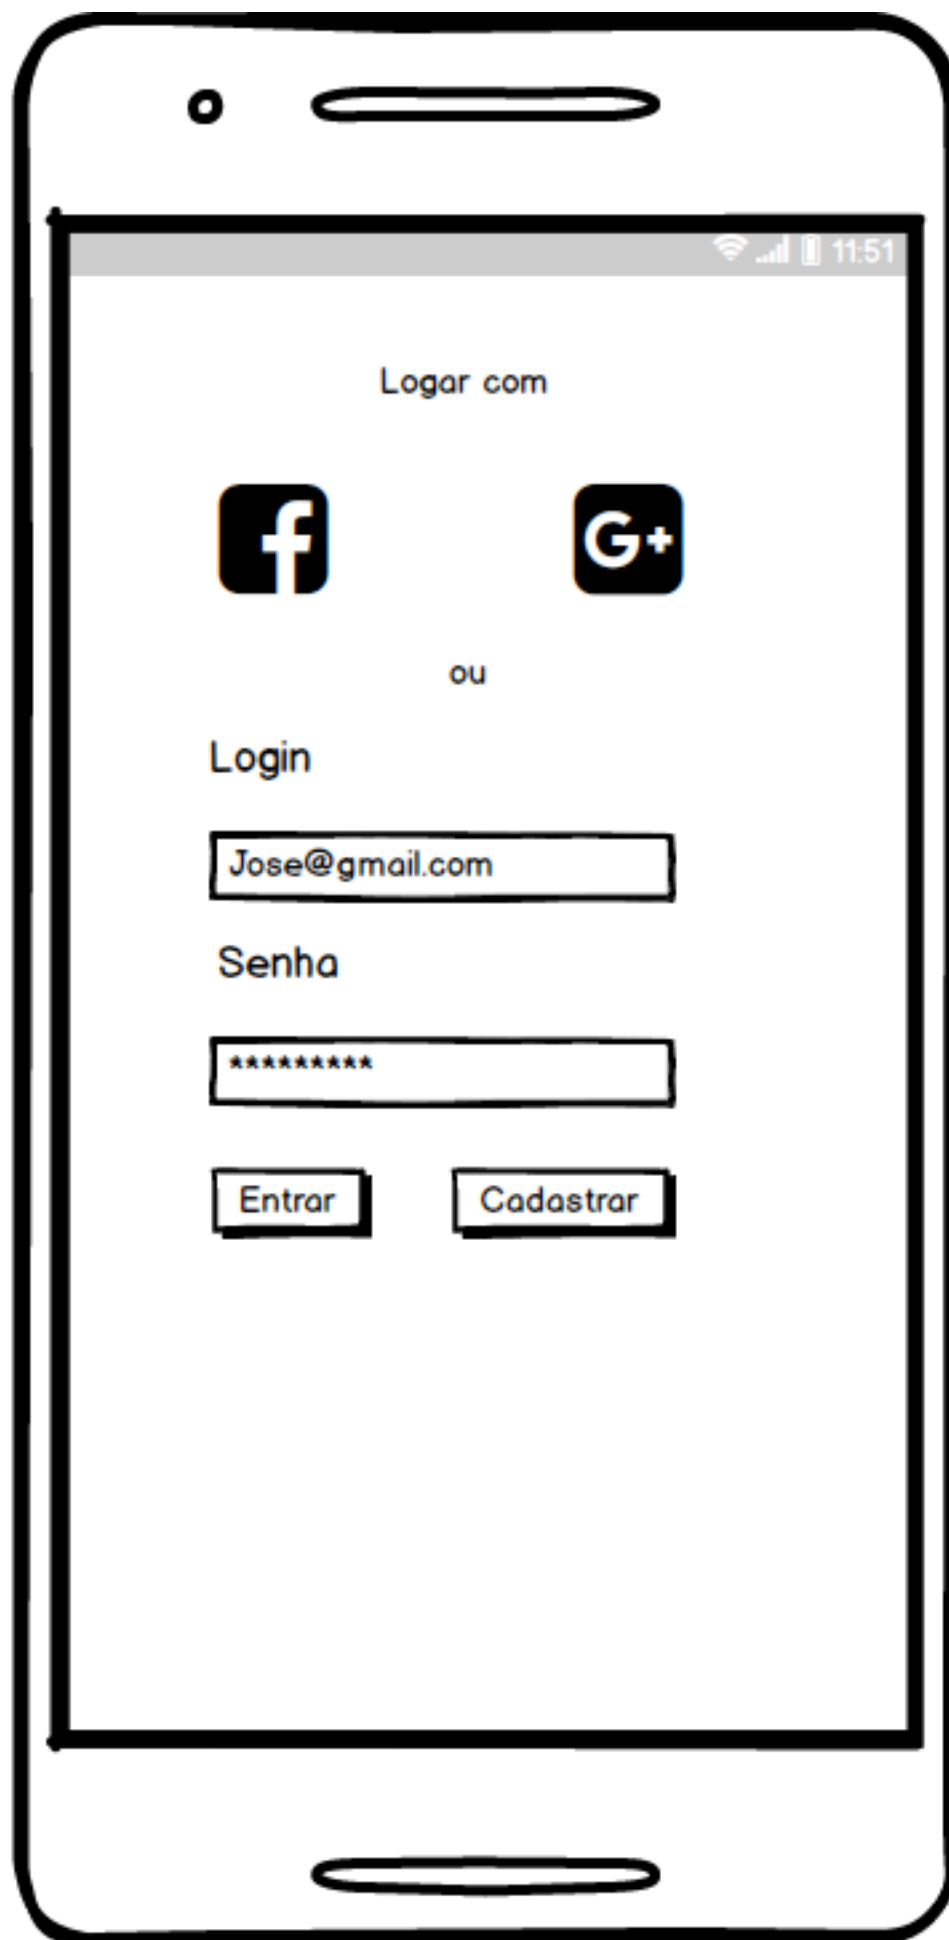 11:51
Logar com
f G+
ou
Login
Jose@gmail.com
Senha
*********
Entrar Cadastrar